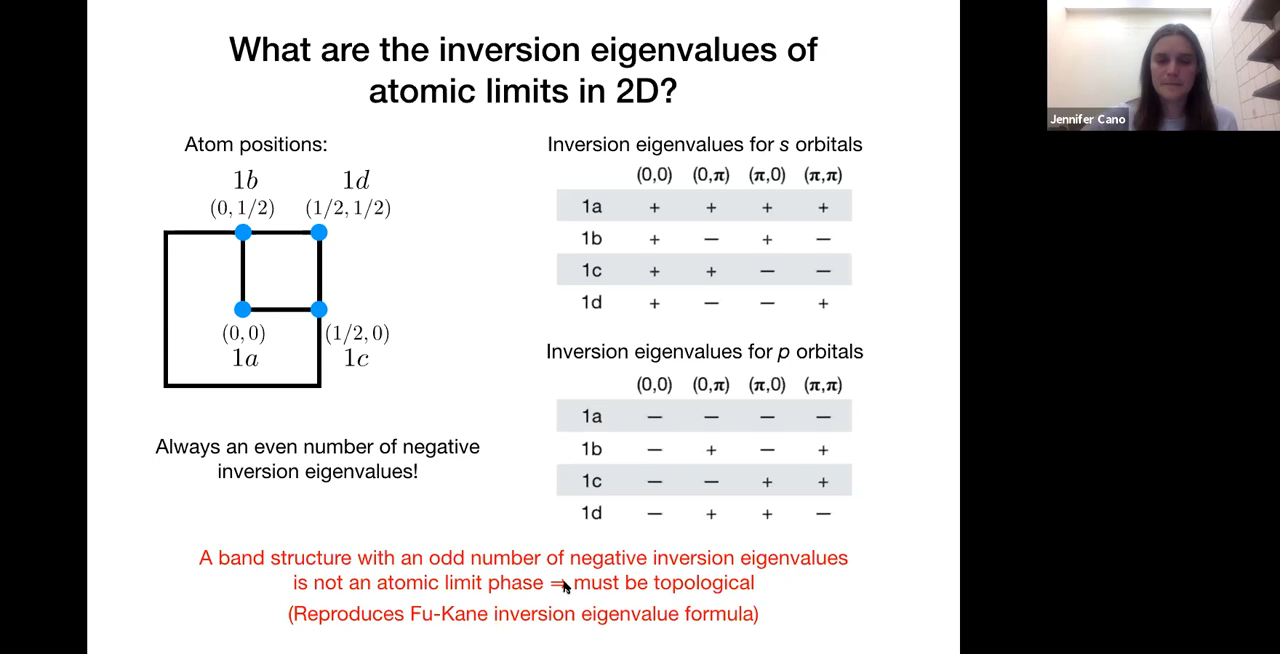 What are the inversion eigenvalues of
atomic limits in 2D?
Atom positions:
1b 1d
(0, 1/2) (1/2, 1/2)
(0, 0) (1/2, 0)
1a 1c
Always an even number of negative
inversion eigenvalues!
Inversion eigenvalues for s orbitals
(0,0) (0,π) (π,0) (π,π)
1a + + + +
1b + − + −
1c + + − −
1d + − − +
Inversion eigenvalues for p orbitals
(0,0) (0,π) (π,0) (π,π)
1a − − − −
1b − + − +
1c − − + +
1d − + + −
A band structure with an odd number of negative inversion eigenvalues
is not an atomic limit phase ⇒ must be topological
(Reproduces Fu-Kane inversion eigenvalue formula)
Jennifer Cano